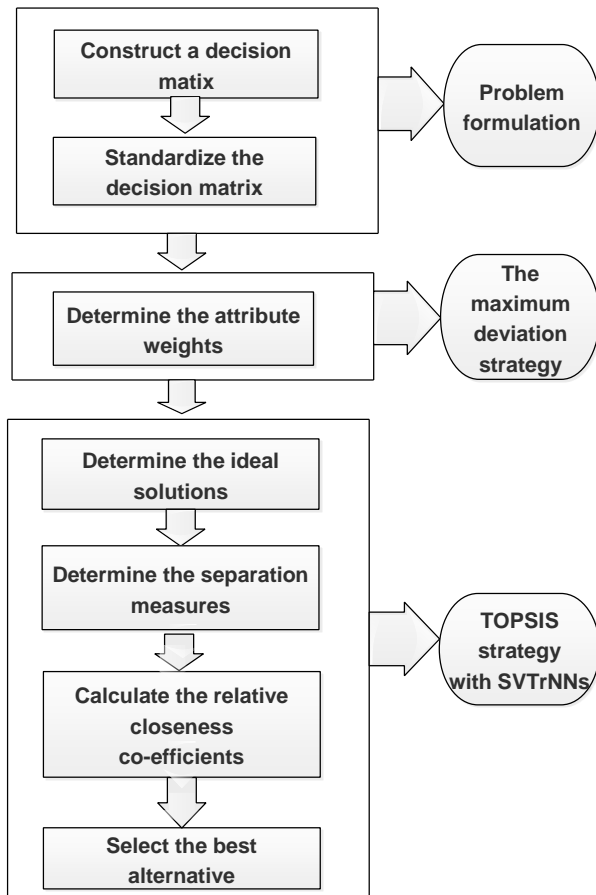 Construct a decision
matix
Standardize the
decision matrix
Problem
formulation
Determine the attribute
weights
The
maximum
deviation
strategy
Determine the ideal
solutions
Determine the separation
measures
Calculate the relative
closeness
co-efficients
Select the best
alternative
TOPSIS
strategy
with SVTrNNs